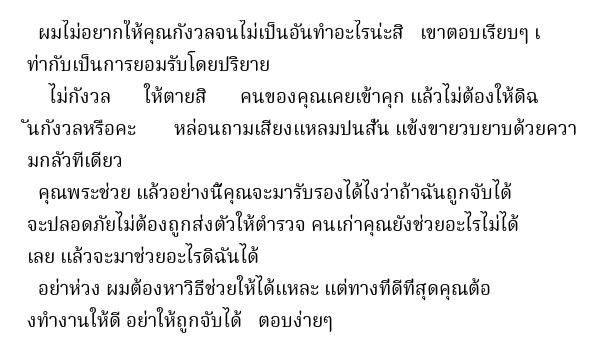 ผมไม่อยากให้คุณกังวลจนไม่เป็นอันทำอะไรน่ะสิ เขาตอบเรียบๆ เ
ท่ากับเป็นการยอมรับโดยปริยาย
ไม่กังวล ให้ตายสิ คนของคุณเคยเข้าคุก แล้วไม่ต้องให้ดิฉ
ันกังวลหรือคะ หล่อนถามเสียงแหลมปนสั่น แข้งขายวบยาบด้วยควา
มกลัวทีเดียว
คุณพระช่วย แล้วอย่างนี้คุณจะมารับรองได้ไงว่าถ้าฉันถูกจับได้
จะปลอดภัยไม่ต้องถูกส่งตัวให้ตำรวจ คนเก่าคุณยังช่วยอะไรไม่ได้
เลย แล้วจะมาช่วยอะไรดิฉันได้
อย่าห่วง ผมต้องหาวิธีช่วยให้ได้แหละ แต่ทางที่ดีที่สุดคุณต้อ
งทำงานให้ดี อย่าให้ถูกจับได้ ตอบง่ายๆ